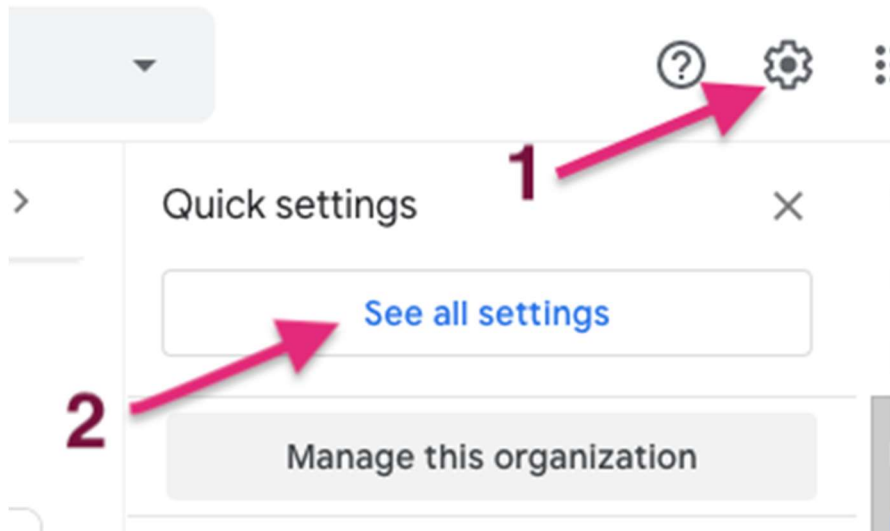 1
Quick settings
See all settings
2
Manage this organization